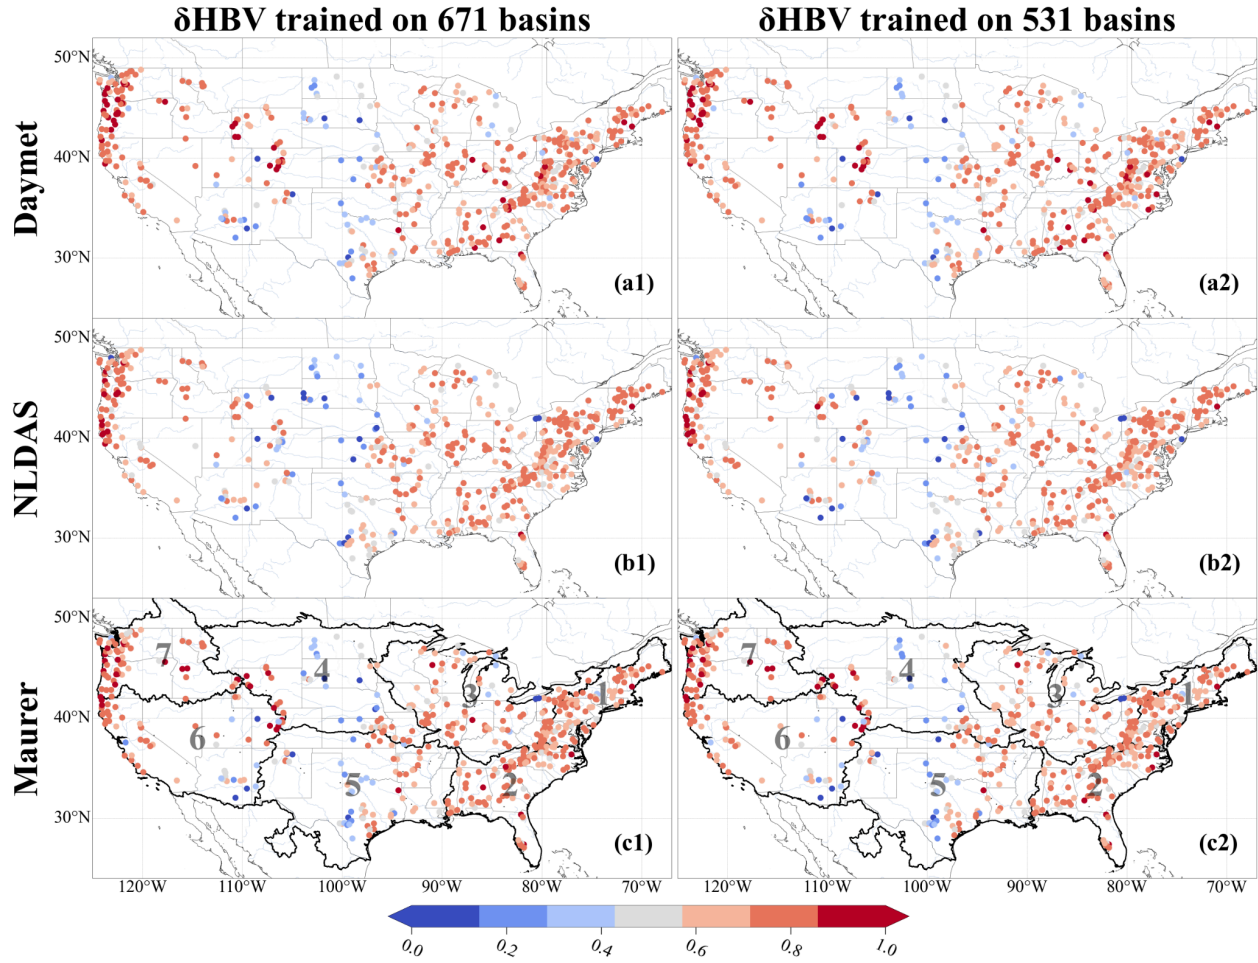 δHBV trained on 671 basins
δHBV trained on 531 basins
Daymet
50°N
40°N
30°N
(a1)
(a2)
NLDAS
50°N
40°N
30°N
(b1)
(b2)
Maurer
50°N
40°N
30°N
7
4
3
1
6
5
2
(c1)
7
4
3
1
6
5
2
(c2)
120°W 110°W 100°W 90°W 80°W 70°W
120°W 110°W 100°W 90°W 80°W 70°W
0.0 0.2 0.4 0.6 0.8 1.0